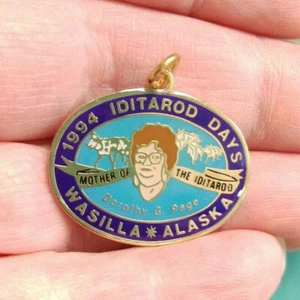 1994 IDITAROD DAYS
MOTHER OF THE IDITAROD
Dorothy G. Page
WASILLA * ALASKA